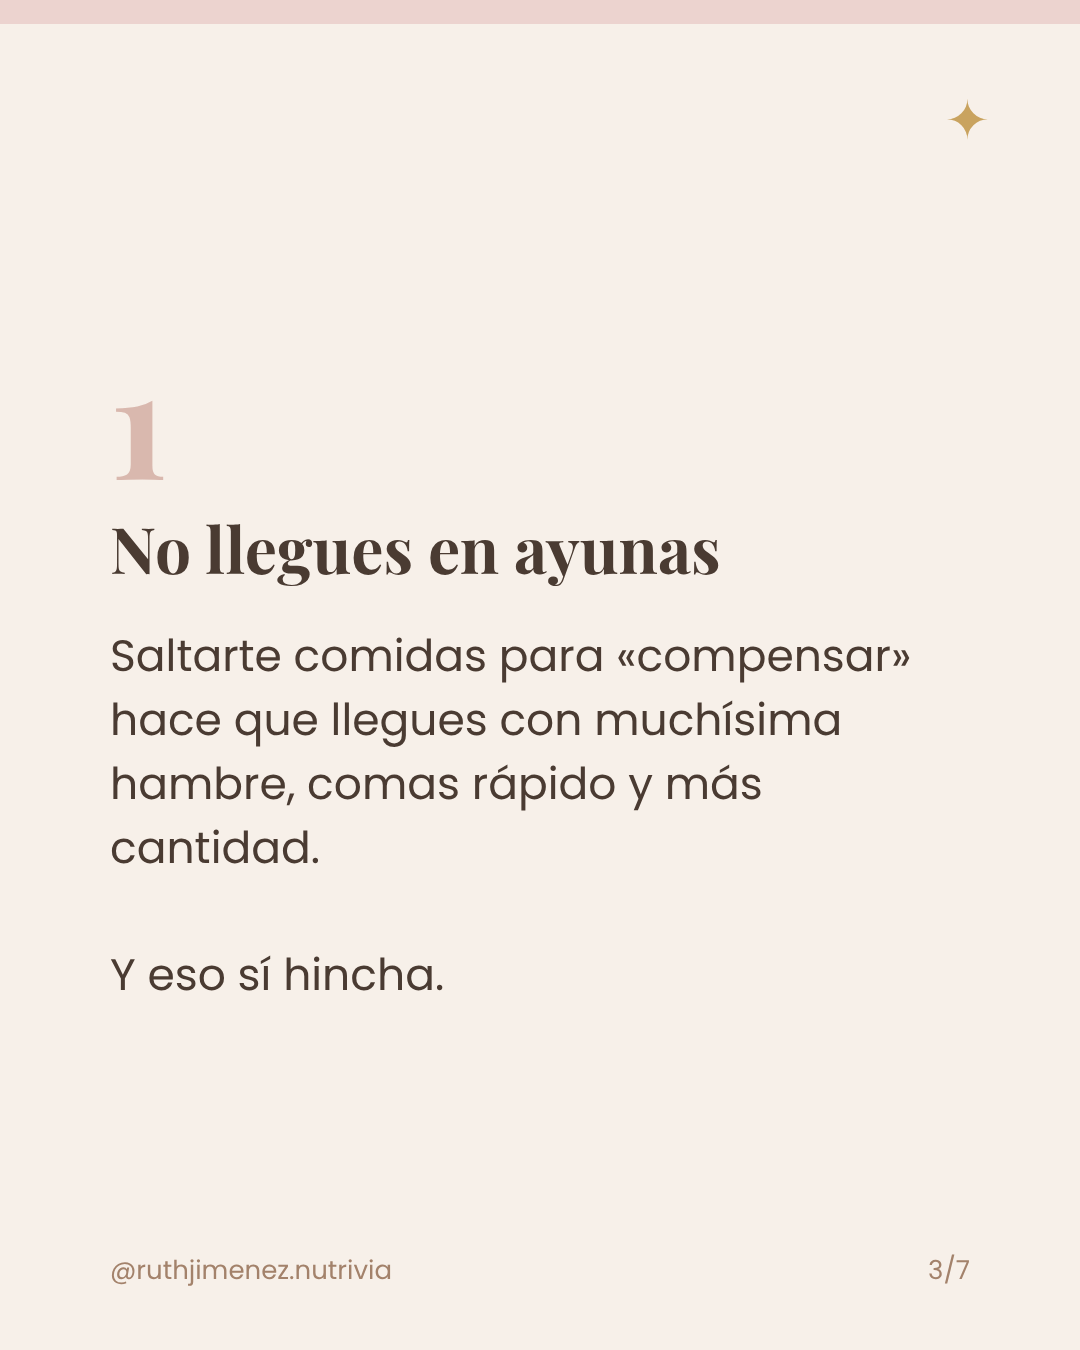 1
No llegues en ayunas
Saltarte comidas para «compensar»
hace que llegues con muchísima
hambre, comas rápido y más
cantidad.
Y eso sí hincha.
@ruthjimenez.nutrivia
3/7